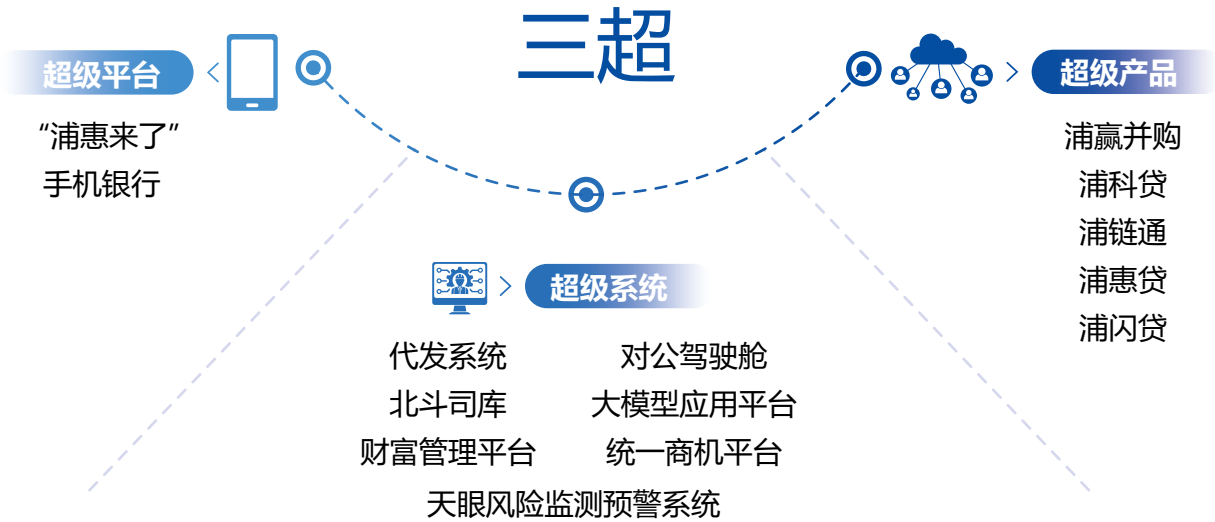 三超
超级平台
“浦惠来了”
手机银行
超级产品
浦赢并购
浦科贷
浦链通
浦惠贷
浦闪贷
超级系统
代发系统 对公驾驶舱
北斗司库 大模型应用平台
财富管理平台 统一商机平台
天眼风险监测预警系统